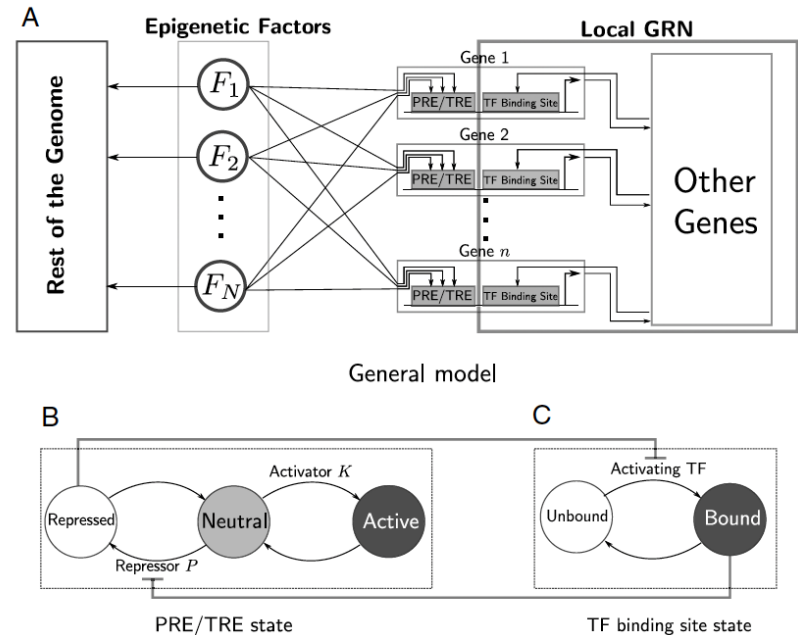 A
Epigenetic Factors
Local GRN
Rest of the Genome
F1
F2
FN
Gene 1
PRE/TRE
TF Binding Site
Gene 2
PRE/TRE
TF Binding Site
Gene n
PRE/TRE
TF Binding Site
Other
Genes
General model
B
C
Repressed
Neutral
Activator K
Active
Repressor P
Activating TF
Unbound
Bound
PRE/TRE state
TF binding site state